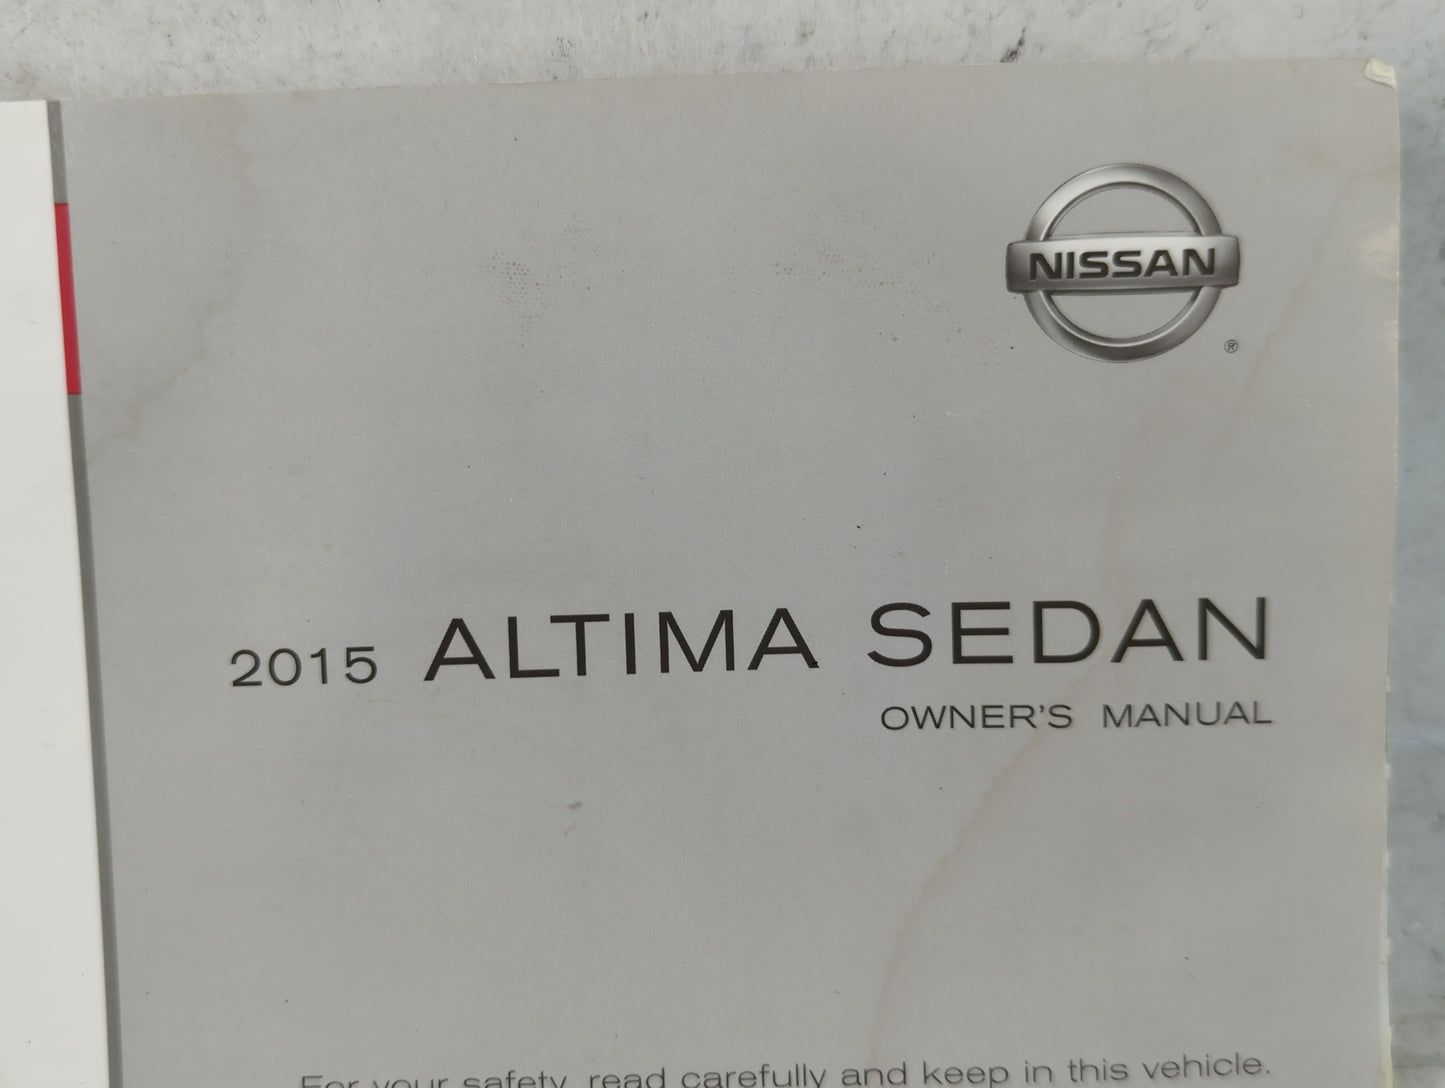 NISSAN
®
2015 ALTIMA SEDAN
OWNER'S MANUAL
For your safety, read carefully and keep in this vehicle.